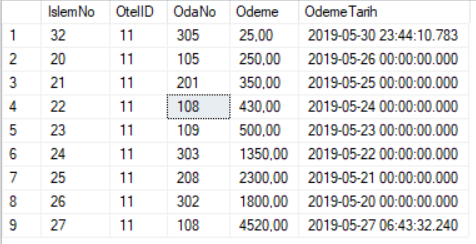 IslemNo OtelID OdaNo Odeme OdemeTarih
1 32 11 305 25,00 2019-05-30 23:44:10.783
2 20 11 105 250,00 2019-05-26 00:00:00.000
3 21 11 201 350,00 2019-05-25 00:00:00.000
4 22 11 108 430,00 2019-05-24 00:00:00.000
5 23 11 109 500,00 2019-05-23 00:00:00.000
6 24 11 303 1350,00 2019-05-22 00:00:00.000
7 25 11 208 2300,00 2019-05-21 00:00:00.000
8 26 11 302 1800,00 2019-05-20 00:00:00.000
9 27 11 108 4520,00 2019-05-27 06:43:32.240